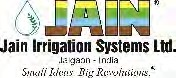 JAIN®
Jain Irrigation Systems Ltd.
Jalgaon - India
Small Ideas. Big Revolutions.®